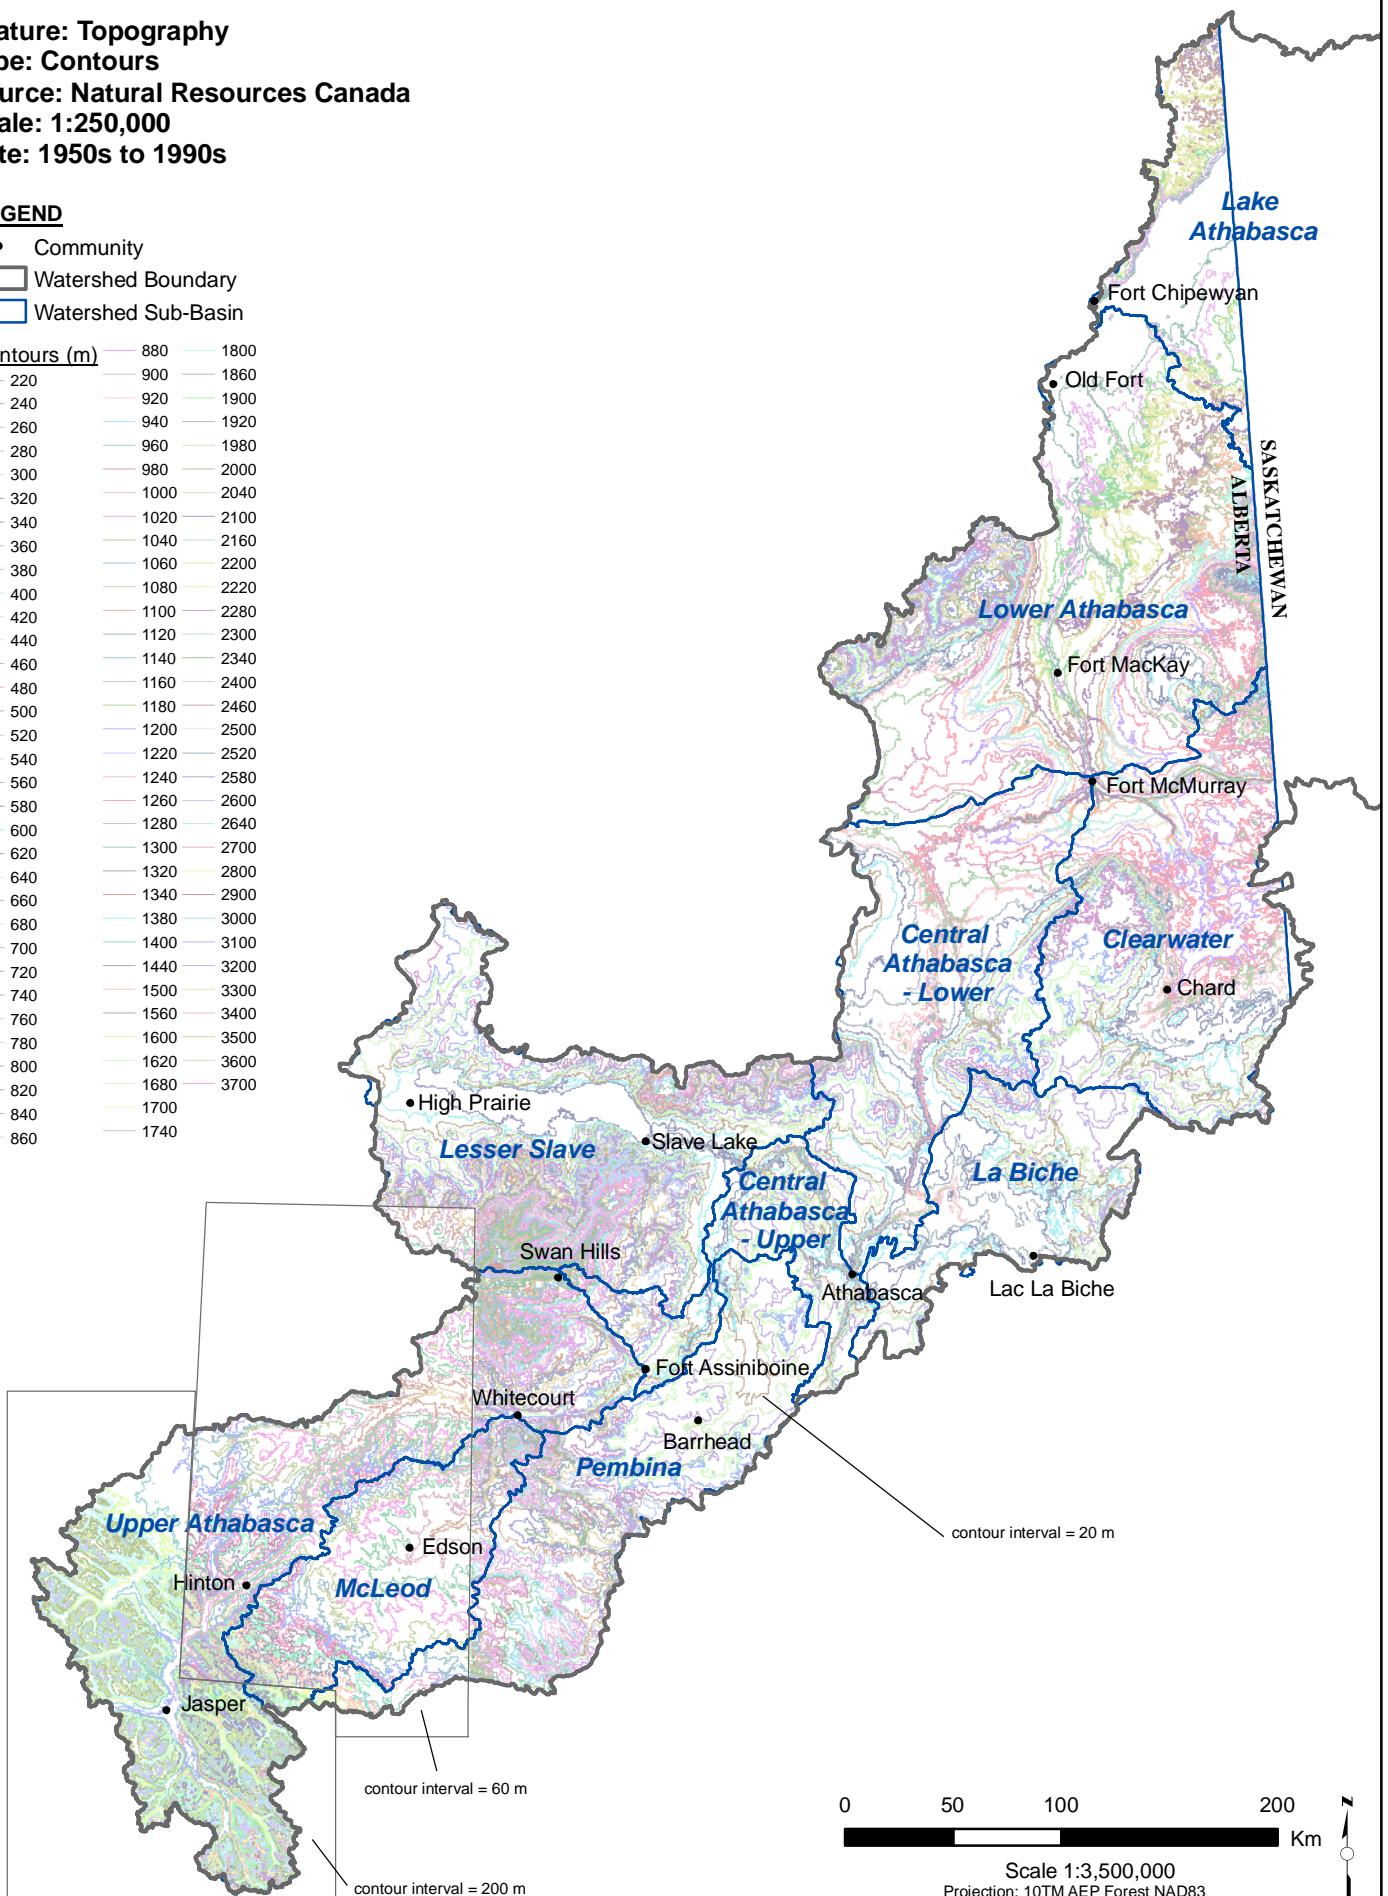 ature: Topography
pe: Contours
urce: Natural Resources Canada
ale: 1:250,000
te: 1950s to 1990s
GEND
Community
Watershed Boundary
Watershed Sub-Basin
ntours (m)
220
240
260
280
300
320
340
360
380
400
420
440
460
480
500
520
540
560
580
600
620
640
660
680
700
720
740
760
780
800
820
840
860
880
900
920
940
960
980
1000
1020
1040
1060
1080
1100
1120
1140
1160
1180
1200
1220
1240
1260
1280
1300
1320
1340
1380
1400
1440
1500
1560
1600
1620
1680
1700
1740
1800
1860
1900
1920
1980
2000
2040
2100
2160
2200
2220
2280
2300
2340
2400
2460
2500
2520
2580
2600
2640
2700
2800
2900
3000
3100
3200
3300
3400
3500
3600
3700
Lake
Athabasca
Fort Chipewyan
Old Fort
SASKATCHEWAN
ALBERTA
Lower Athabasca
Fort MacKay
Fort McMurray
Central
Athabasca
- Lower
Clearwater
Chard
High Prairie
Lesser Slave
Slave Lake
Central
Athabasca
- Upper
La Biche
Swan Hills
Athabasca
Lac La Biche
Fort Assiniboine
Whitecourt
Barrhead
Pembina
Upper Athabasca
Edson
Hinton
McLeod
Jasper
contour interval = 20 m
contour interval = 60 m
contour interval = 200 m
0 50 100 200
Km
Scale 1:3,500,000
Projection: 10TM AEP Forest NAD83
N